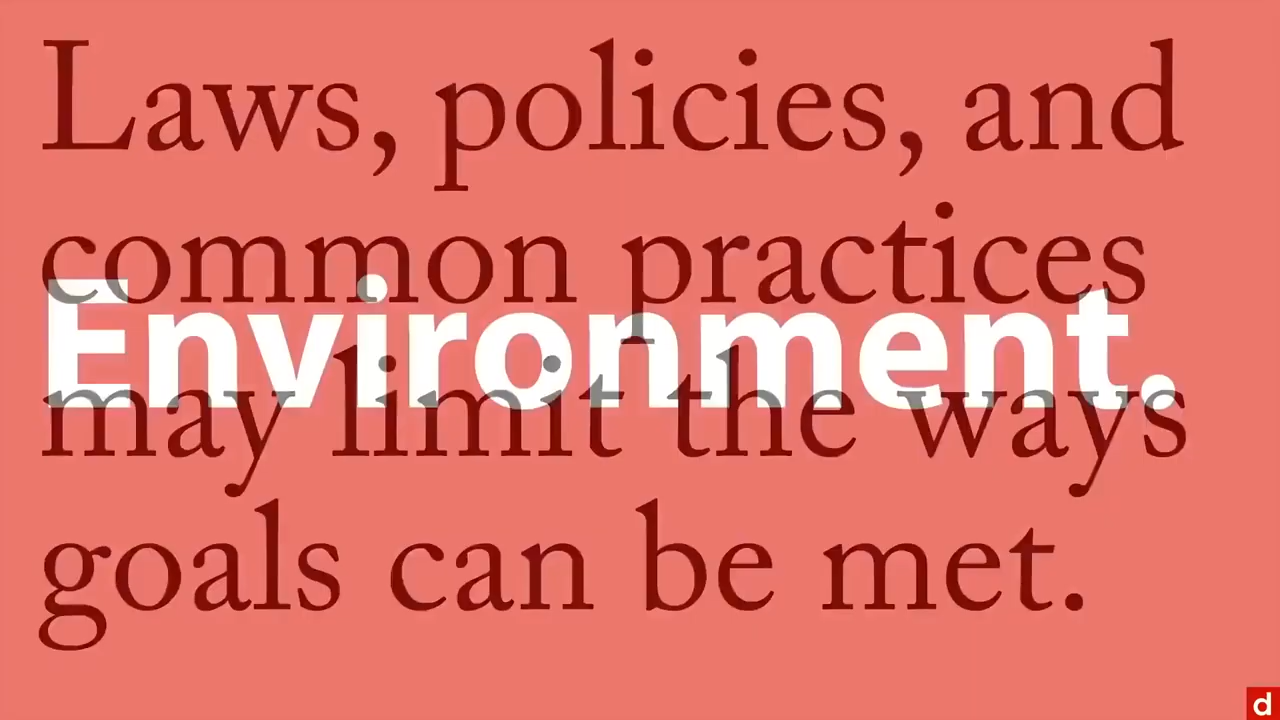 Laws, policies, and
common practices
Environment.
may limit the ways
goals can be met.
d